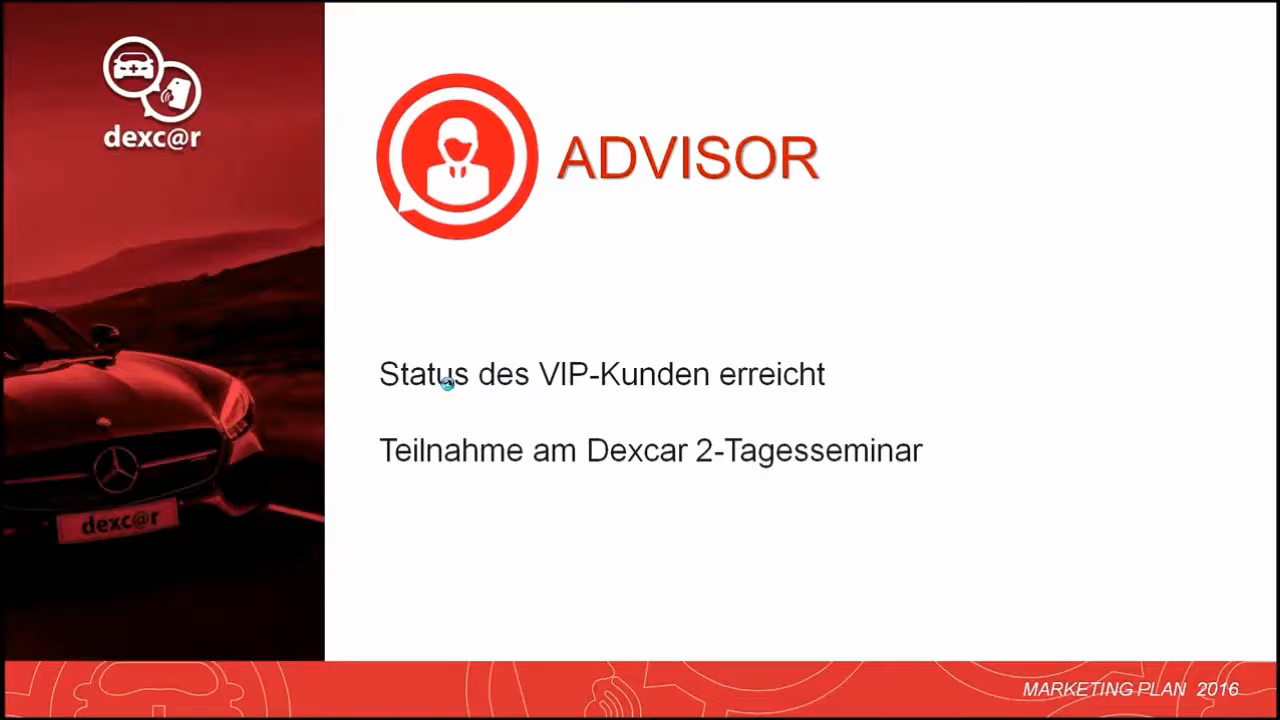 dexc@r
ADVISOR
Status des VIP-Kunden erreicht
Teilnahme am Dexcar 2-Tagesseminar
dexc@r
MARKETING PLAN 2016